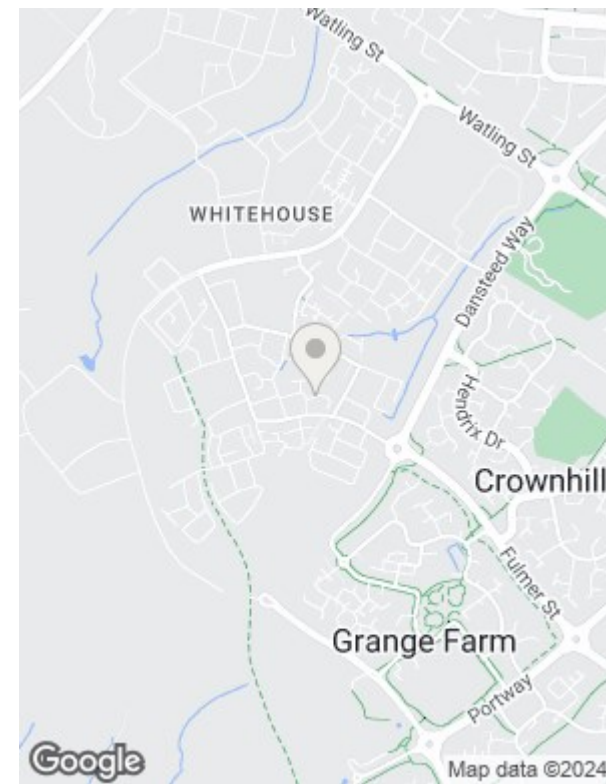 Watling St
Watling St
WHITEHOUSE
Dansteed Way
Hendrix Dr
Crownhill
Fulmer St
Grange Farm
Portway
Google
Map data ©2024